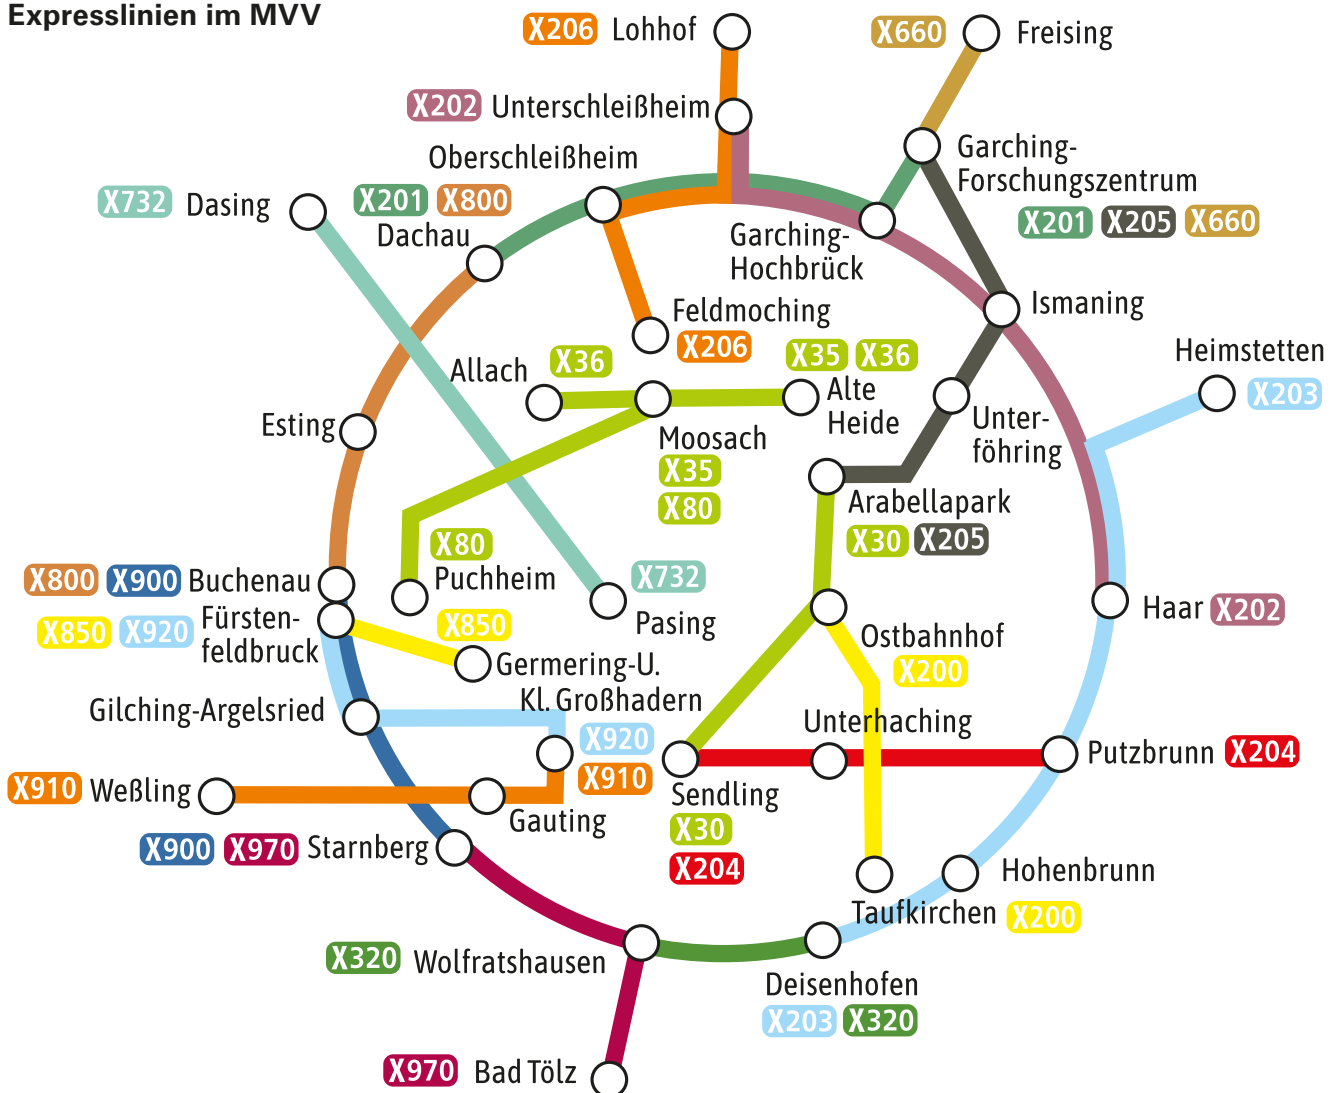 Expresslinien im MVV
X206 Lohhof
X660 Freising
X202 Unterschleißheim
Oberschleißheim
Garching-
Forschungszentrum
X201 X205 X660
X732 Dasing
X201 X800
Dachau
Garching-
Hochbrück
Ismaning
Feldmoching
X206
Heimstetten
X203
Allach
X36
X35 X36
Alte
Heide
Esting
Moosach
X35
X80
Unter-
föhring
Arabellapark
X30 X205
X80
Puchheim
X732
Pasing
X800 X900 Buchenau
X850 X920
Fürsten-
feldbruck
X850
Germering-U.
Haar X202
Ostbahnhof
X200
Gilching-Argelsried
Kl. Großhadern
X920
X910
Unterhaching
Putzbrunn X204
X910 Weßling
Gauting
Sendling
X30
X204
X900 X970 Starnberg
Hohenbrunn
Taufkirchen X200
X320 Wolfratshausen
Deisenhofen
X203 X320
X970 Bad Tölz